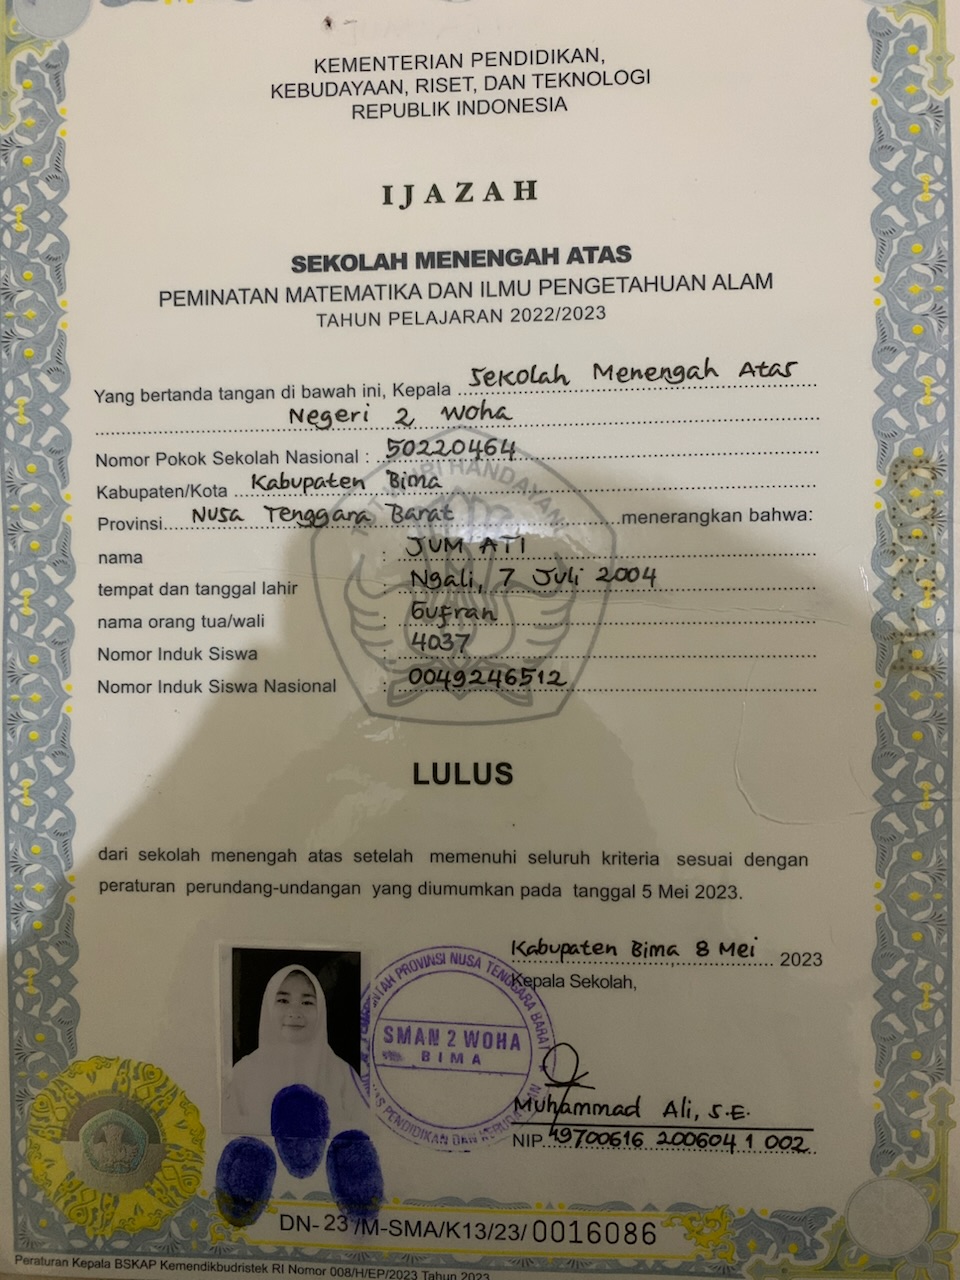 KEMENTERIAN PENDIDIKAN,
KEBUDAYAAN, RISET, DAN TEKNOLOGI
REPUBLIK INDONESIA
IJAZAH
SEKOLAH MENENGAH ATAS
PEMINATAN MATEMATIKA DAN ILMU PENGETAHUAN ALAM
TAHUN PELAJARAN 2022/2023
Yang bertanda tangan di bawah ini, Kepala Sekolah Menengah Atas
Negeri 2 Woha
Nomor Pokok Sekolah Nasional : 50220464
Kabupaten/Kota Kabupaten Bima
Provinsi Nusa Tenggara Barat menerangkan bahwa:
nama : JUM ATI
tempat dan tanggal lahir : Ngali, 7 Juli 2004
nama orang tua/wali : Gufran
Nomor Induk Siswa : 4037
Nomor Induk Siswa Nasional : 0049246512
LULUS
dari sekolah menengah atas setelah memenuhi seluruh kriteria sesuai dengan
peraturan perundang-undangan yang diumumkan pada tanggal 5 Mei 2023.
Kabupaten Bima 8 Mei 2023
Kepala Sekolah,
PROVINSI NUSA TENGGARA BARAT
SMAN 2 WOHA
BIMA
PENDIDIKAN DAN
Muhammad Ali, S.E.
NIP. 19700616 200604 1 002
DN-23/M-SMA/K13/23/0016086
Peraturan Kepala BSKAP Kemendikbudristek RI Nomor 008/H/EP/2023 Tahun 2023